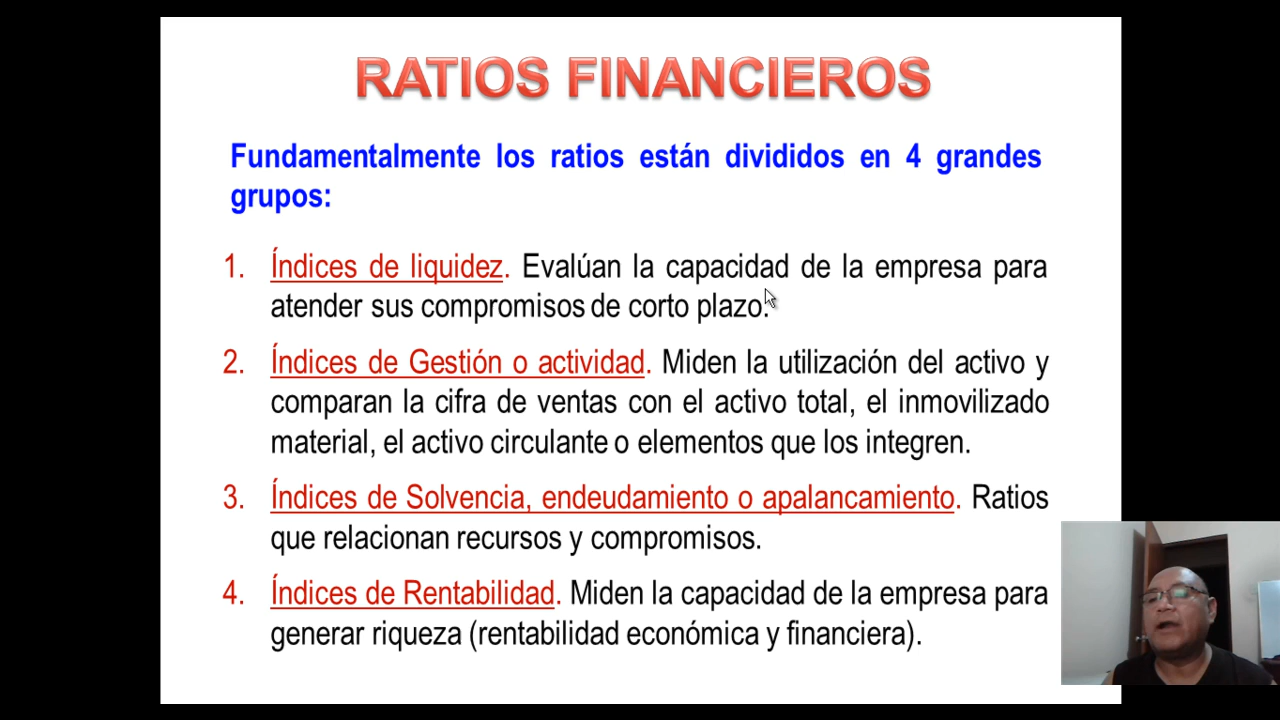 RATIOS FINANCIEROS
Fundamentalmente los ratios están divididos en 4 grandes
grupos:
1. Índices de liquidez. Evalúan la capacidad de la empresa para
atender sus compromisos de corto plazo.
2. Índices de Gestión o actividad. Miden la utilización del activo y
comparan la cifra de ventas con el activo total, el inmovilizado
material, el activo circulante o elementos que los integren.
3. Índices de Solvencia, endeudamiento o apalancamiento. Ratios
que relacionan recursos y compromisos.
4. Índices de Rentabilidad. Miden la capacidad de la empresa para
generar riqueza (rentabilidad económica y financiera).